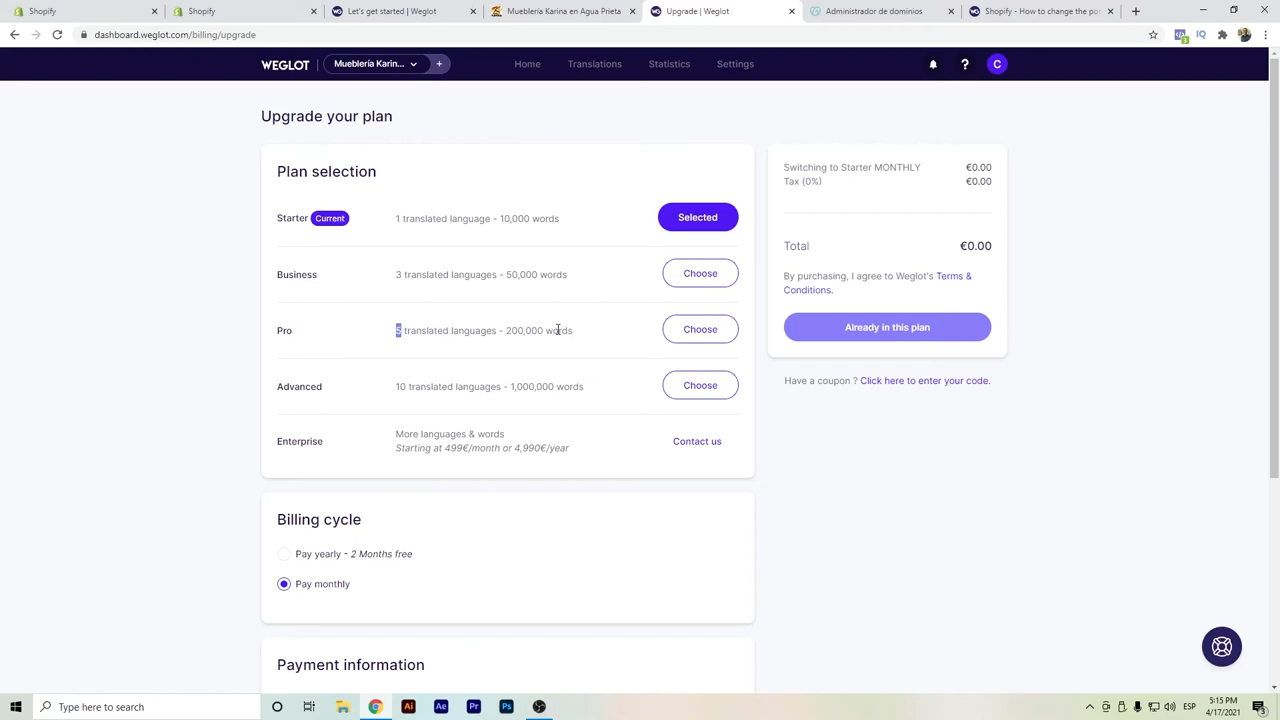 Shopify
Shopify
Let's get started | Weglot
Mueblería Karina en Agua Prieta
Upgrade | Weglot
Administrador de dominios
Shopify - How to change the po
dashboard.weglot.com/billing/upgrade
WEGLOT
Mueblería Karin...
+
Home
Translations
Statistics
Settings
?
C
Upgrade your plan
Plan selection
Starter
Current
1 translated language - 10,000 words
Selected
Business
3 translated languages - 50,000 words
Choose
Pro
5 translated languages - 200,000 words
Choose
Advanced
10 translated languages - 1,000,000 words
Choose
Enterprise
More languages & words
Starting at 499€/month or 4,990€/year
Contact us
Switching to Starter MONTHLY €0.00
Tax (0%) €0.00
Total €0.00
By purchasing, I agree to Weglot's Terms &
Conditions.
Already in this plan
Have a coupon ? Click here to enter your code.
Billing cycle
Pay yearly - 2 Months free
Pay monthly
Payment information
Type here to search
Ai
Ae
Pr
Ps
ESP
5:15 PM
4/17/2021